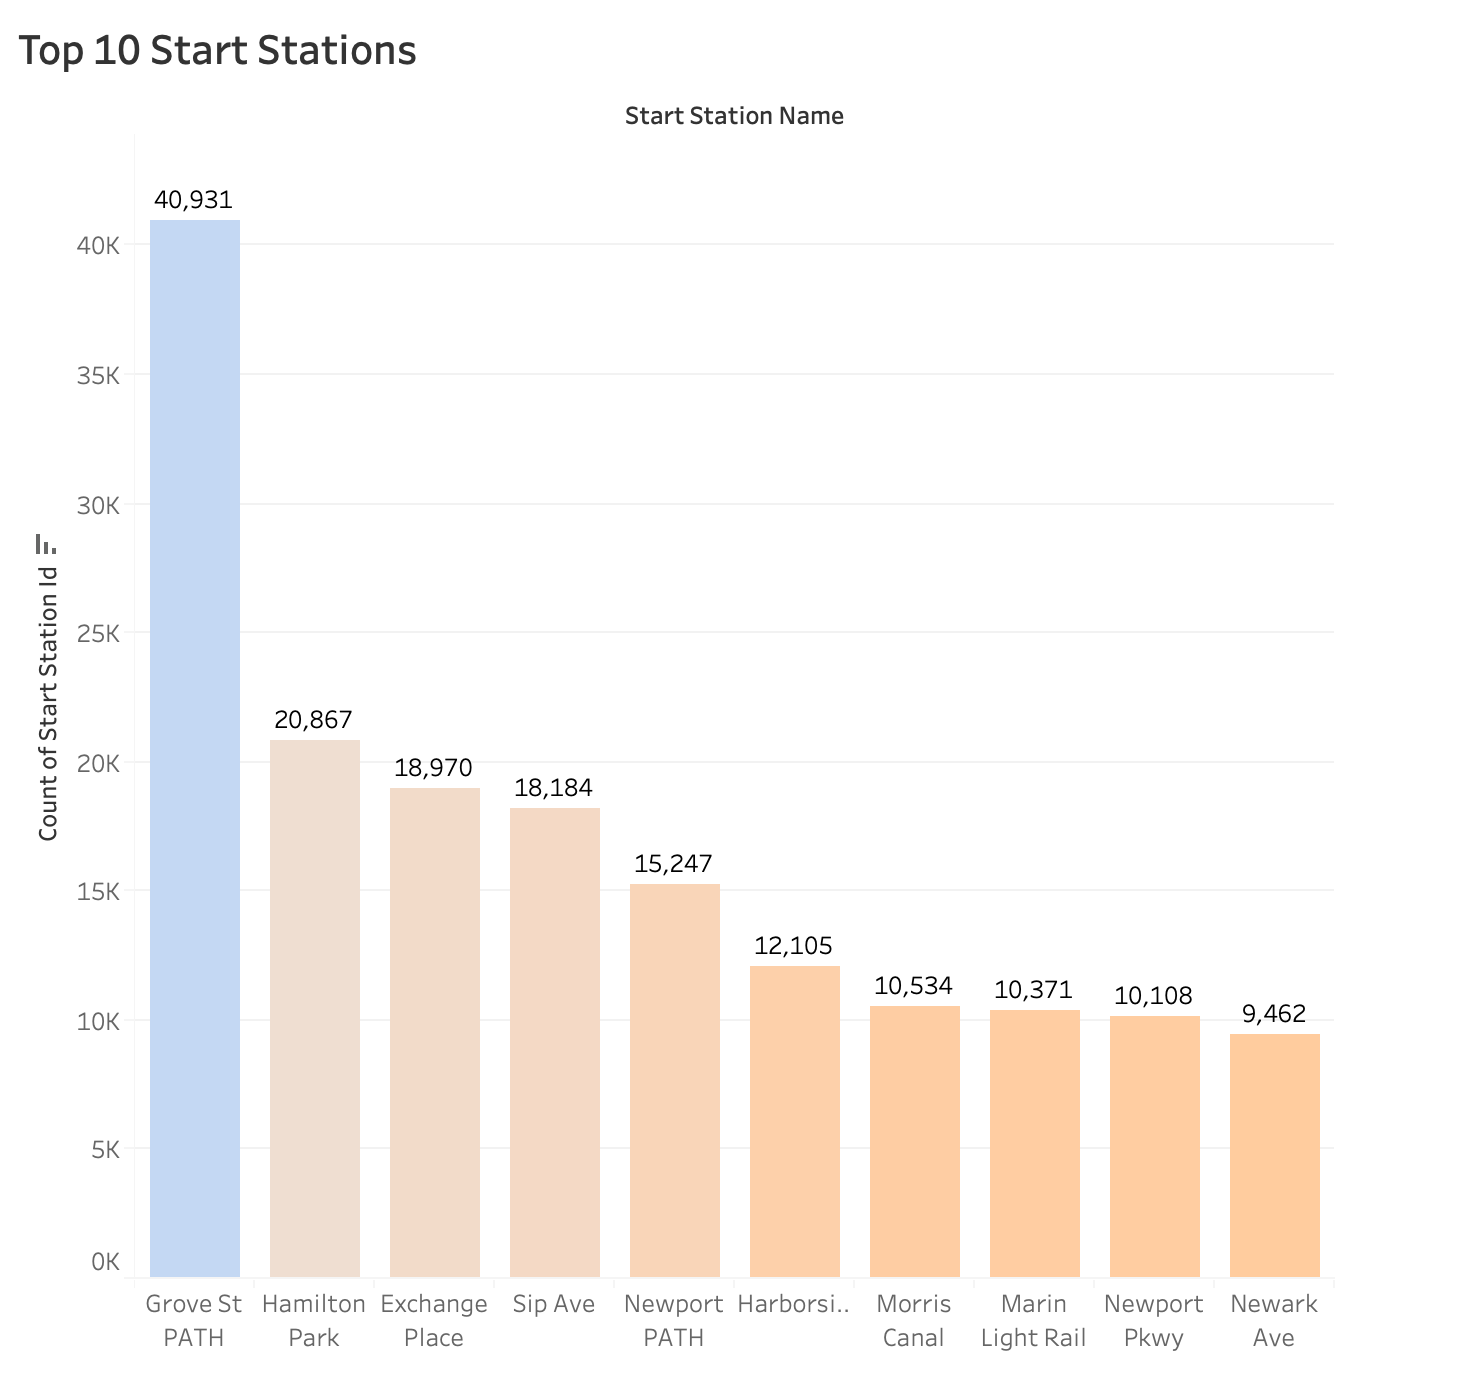 Top 10 Start Stations
Start Station Name
Count of Start Station Id
40K
35K
30K
25K
20K
15K
10K
5K
0K
40,931
20,867
18,970
18,184
15,247
12,105
10,534
10,371
10,108
9,462
Grove St
PATH
Hamilton
Park
Exchange
Place
Sip Ave
Newport
PATH
Harborsi..
Morris
Canal
Marin
Light Rail
Newport
Pkwy
Newark
Ave